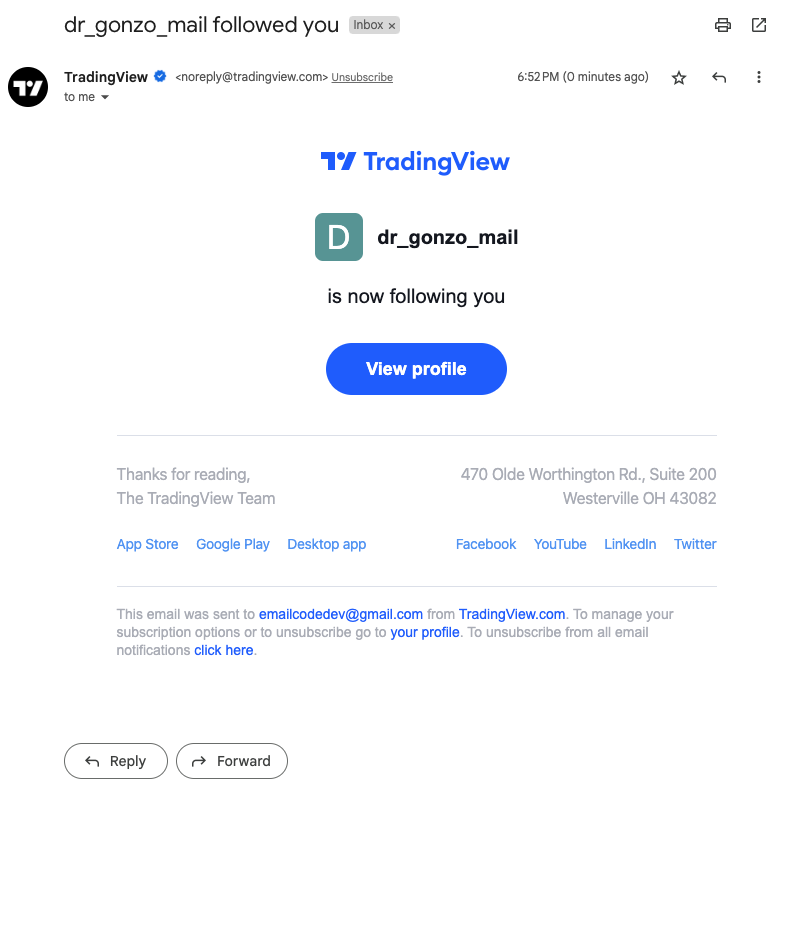 dr_gonzo_mail followed you Inbox ×
TradingView <noreply@tradingview.com> Unsubscribe 6:52 PM (0 minutes ago)
to me
TradingView
D dr_gonzo_mail
is now following you
View profile
Thanks for reading,
The TradingView Team
470 Olde Worthington Rd., Suite 200
Westerville OH 43082
App Store Google Play Desktop app
Facebook YouTube LinkedIn Twitter
This email was sent to emailcodedev@gmail.com from TradingView.com. To manage your
subscription options or to unsubscribe go to your profile. To unsubscribe from all email
notifications click here.
Reply Forward